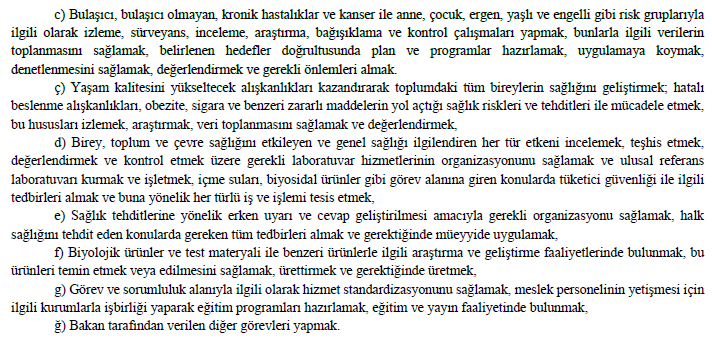 c) Bulaşıcı, bulaşıcı olmayan, kronik hastalıklar ve kanser ile anne, çocuk, ergen, yaşlı ve engelli gibi risk gruplarıyla
ilgili olarak izleme, sürveyans, inceleme, araştırma, bağışıklama ve kontrol çalışmaları yapmak, bunlarla ilgili verilerin
toplanmasını sağlamak, belirlenen hedefler doğrultusunda plan ve programlar hazırlamak, uygulamaya koymak,
denetlenmesini sağlamak, değerlendirmek ve gerekli önlemleri almak.
ç) Yaşam kalitesini yükseltecek alışkanlıkları kazandırarak toplumdaki tüm bireylerin sağlığını geliştirmek; hatalı
beslenme alışkanlıkları, obezite, sigara ve benzeri zararlı maddelerin yol açtığı sağlık riskleri ve tehditleri ile mücadele etmek,
bu hususları izlemek, araştırmak, veri toplanmasını sağlamak ve değerlendirmek,
d) Birey, toplum ve çevre sağlığını etkileyen ve genel sağlığı ilgilendiren her tür etkeni incelemek, teşhis etmek,
değerlendirmek ve kontrol etmek üzere gerekli laboratuvar hizmetlerinin organizasyonunu sağlamak ve ulusal referans
laboratuvarı kurmak ve işletmek, içme suları, biyosidal ürünler gibi görev alanına giren konularda tüketici güvenliği ile ilgili
tedbirleri almak ve buna yönelik her türlü iş ve işlemi tesis etmek,
e) Sağlık tehditlerine yönelik erken uyarı ve cevap geliştirilmesi amacıyla gerekli organizasyonu sağlamak, halk
sağlığını tehdit eden konularda gereken tüm tedbirleri almak ve gerektiğinde müeyyide uygulamak,
f) Biyolojik ürünler ve test materyali ile benzeri ürünlerle ilgili araştırma ve geliştirme faaliyetlerinde bulunmak, bu
ürünleri temin etmek veya edilmesini sağlamak, ürettirmek ve gerektiğinde üretmek,
g) Görev ve sorumluluk alanıyla ilgili olarak hizmet standardizasyonunu sağlamak, meslek personelinin yetişmesi için
ilgili kurumlarla işbirliği yaparak eğitim programları hazırlamak, eğitim ve yayın faaliyetinde bulunmak,
ğ) Bakan tarafından verilen diğer görevleri yapmak.